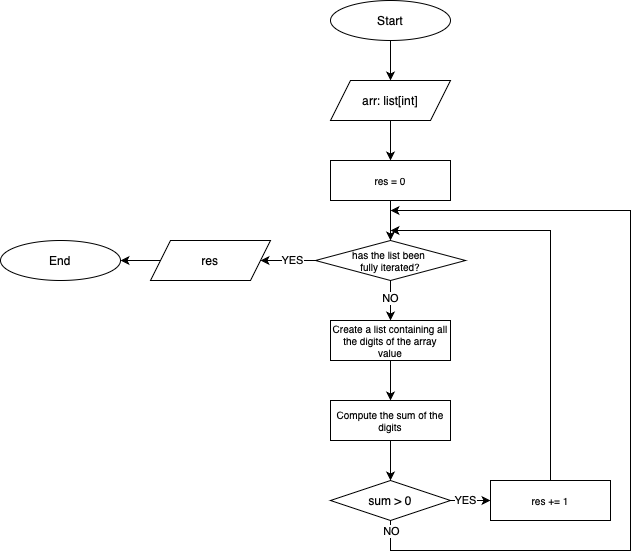 Start
arr: list[int]
res = 0
has the list been
fully iterated?
YES
res
End
NO
Create a list containing all
the digits of the array
value
Compute the sum of the
digits
sum > 0
YES
res += 1
NO